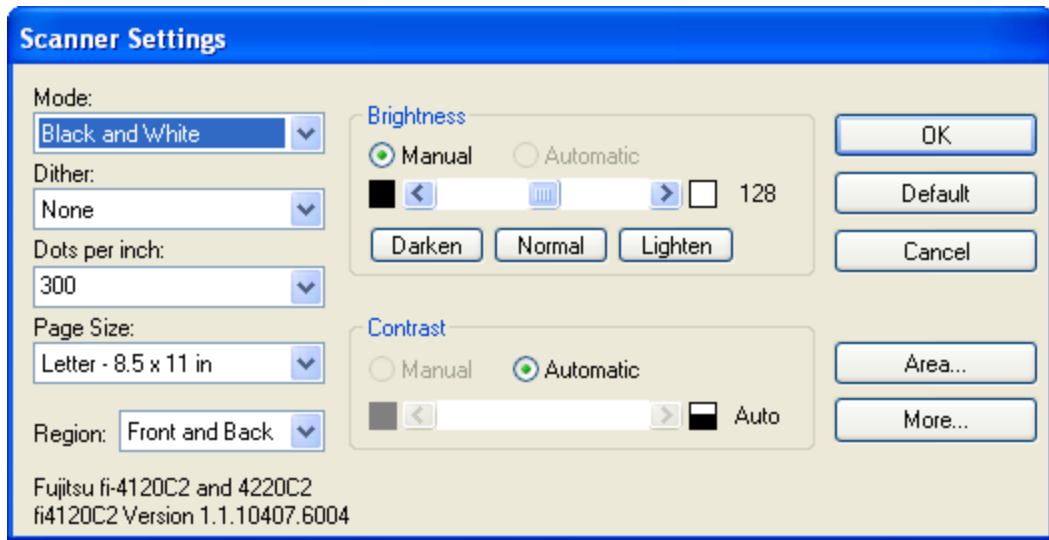 Scanner Settings
Mode:
Black and White
Dither:
None
Dots per inch:
300
Page Size:
Letter - 8.5 x 11 in
Region: Front and Back
Fujitsu fi-4120C2 and 4220C2
fi4120C2 Version 1.1.10407.6004
Brightness
Manual Automatic
128
Darken Normal Lighten
Contrast
Manual Automatic
Auto
OK
Default
Cancel
Area...
More...